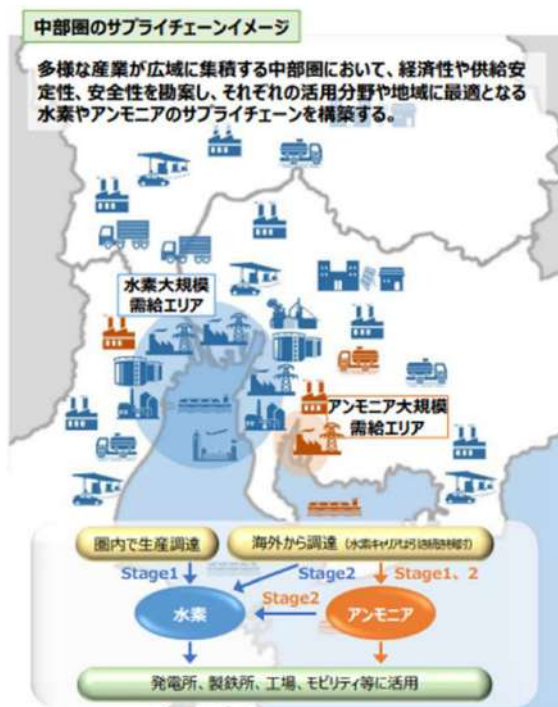 中部圏のサプライチェーンイメージ
多様な産業が広域に集積する中部圏において、経済性や供給安
定性、安全性を勘案し、それぞれの活用分野や地域に最適となる
水素やアンモニアのサプライチェーンを構築する。
水素大規模
需給エリア
アンモニア大規模
需給エリア
圏内で生産調達
海外から調達
Stage1
Stage2
Stage1、2
Stage2
水素
アンモニア
発電所、製鉄所、工場、モビリティ等に活用